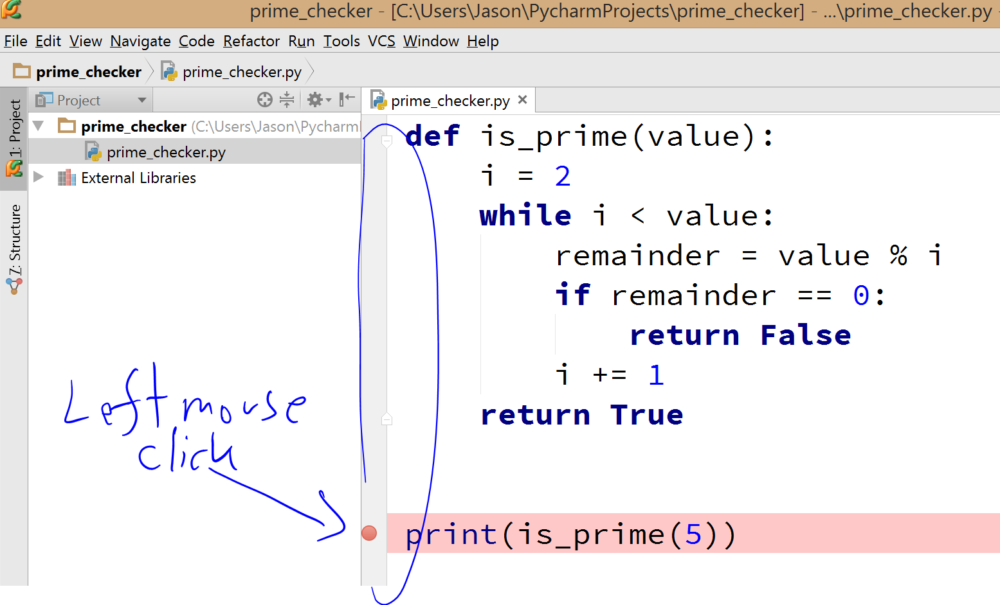 prime_checker - [C:\Users\Jason\PycharmProjects\prime_checker] - ...\prime_checker.py -
File Edit View Navigate Code Refactor Run Tools VCS Window Help
prime_checker prime_checker.py
1: Project
Z: Structure
Project
prime_checker (C:\Users\Jason\Pycharm
prime_checker.py
External Libraries
prime_checker.py ×
def is_prime(value):
    i = 2
    while i < value:
        remainder = value % i
        if remainder == 0:
            return False
        i += 1
    return True
print(is_prime(5))
Left mouse
click